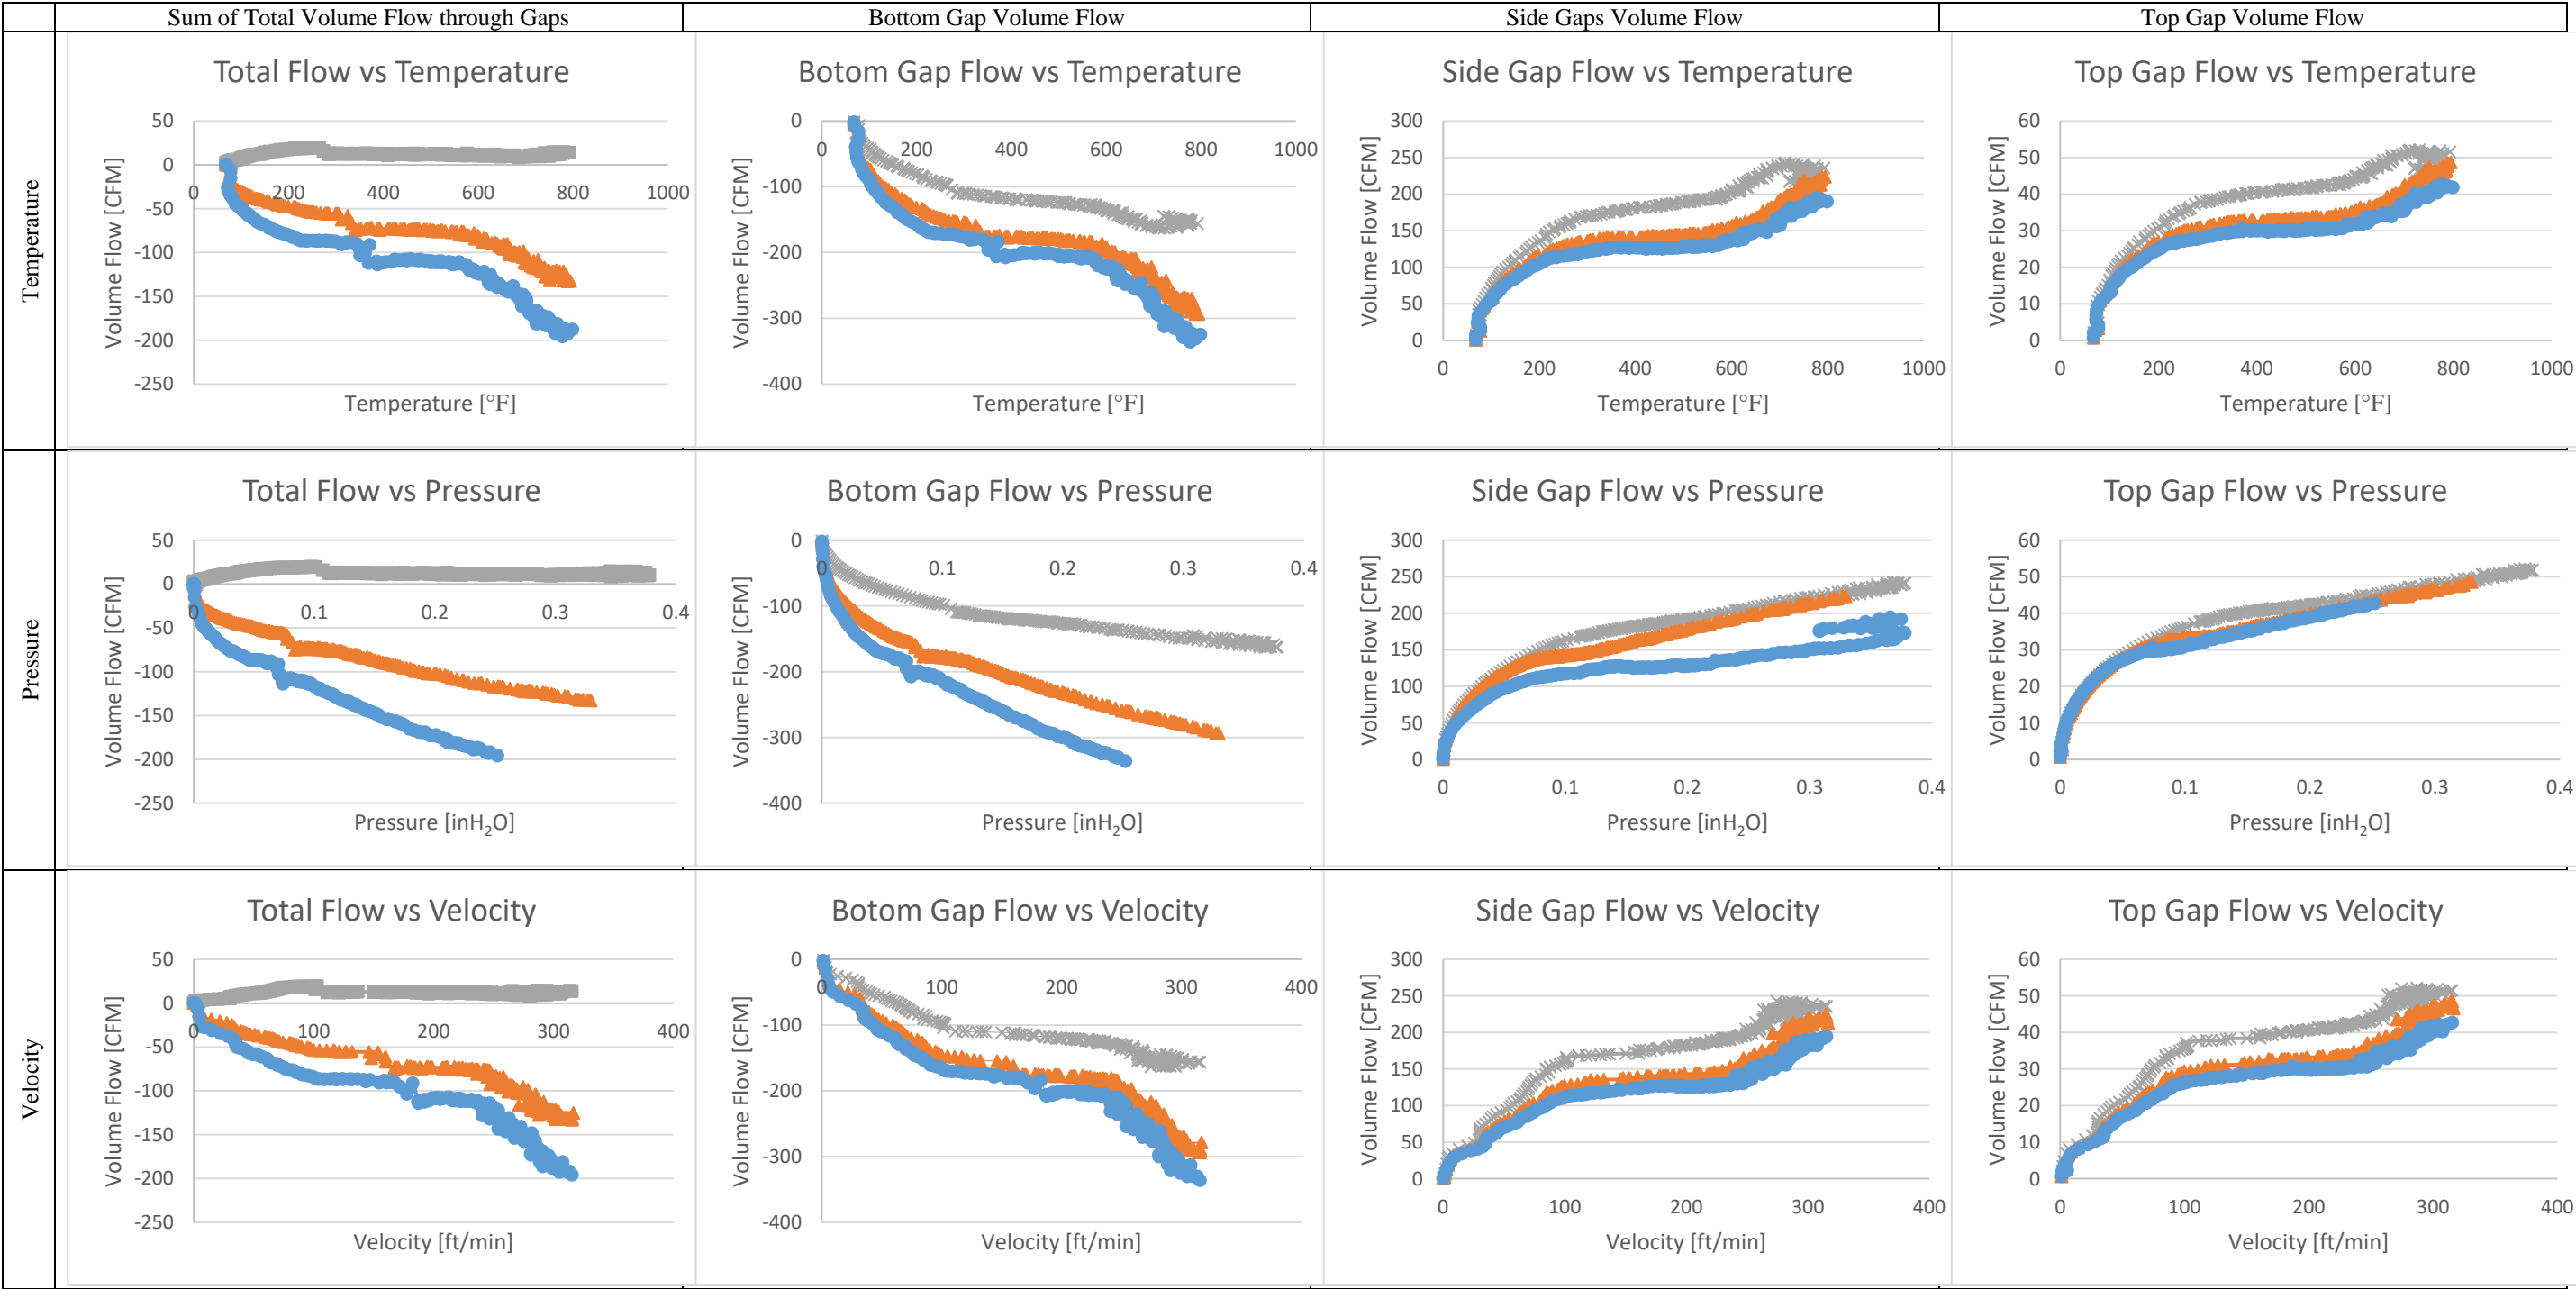 Sum of Total Volume Flow through Gaps
Bottom Gap Volume Flow
Side Gaps Volume Flow
Top Gap Volume Flow
Temperature
Total Flow vs Temperature
50
0
-50
-100
-150
-200
-250
0 200 400 600 800 1000
Volume Flow [CFM]
Temperature [°F]
Botom Gap Flow vs Temperature
0
-100
-200
-300
-400
0 200 400 600 800 1000
Volume Flow [CFM]
Temperature [°F]
Side Gap Flow vs Temperature
300
250
200
150
100
50
0
0 200 400 600 800 1000
Volume Flow [CFM]
Temperature [°F]
Top Gap Flow vs Temperature
60
50
40
30
20
10
0
0 200 400 600 800 1000
Volume Flow [CFM]
Temperature [°F]
Pressure
Total Flow vs Pressure
50
0
-50
-100
-150
-200
-250
0 0.1 0.2 0.3 0.4
Volume Flow [CFM]
Pressure [inH₂O]
Botom Gap Flow vs Pressure
0
-100
-200
-300
-400
0 0.1 0.2 0.3 0.4
Volume Flow [CFM]
Pressure [inH₂O]
Side Gap Flow vs Pressure
300
250
200
150
100
50
0
0 0.1 0.2 0.3 0.4
Volume Flow [CFM]
Pressure [inH₂O]
Top Gap Flow vs Pressure
60
50
40
30
20
10
0
0 0.1 0.2 0.3 0.4
Volume Flow [CFM]
Pressure [inH₂O]
Velocity
Total Flow vs Velocity
50
0
-50
-100
-150
-200
-250
0 100 200 300 400
Volume Flow [CFM]
Velocity [ft/min]
Botom Gap Flow vs Velocity
0
-100
-200
-300
-400
0 100 200 300 400
Volume Flow [CFM]
Velocity [ft/min]
Side Gap Flow vs Velocity
300
250
200
150
100
50
0
0 100 200 300 400
Volume Flow [CFM]
Velocity [ft/min]
Top Gap Flow vs Velocity
60
50
40
30
20
10
0
0 100 200 300 400
Volume Flow [CFM]
Velocity [ft/min]